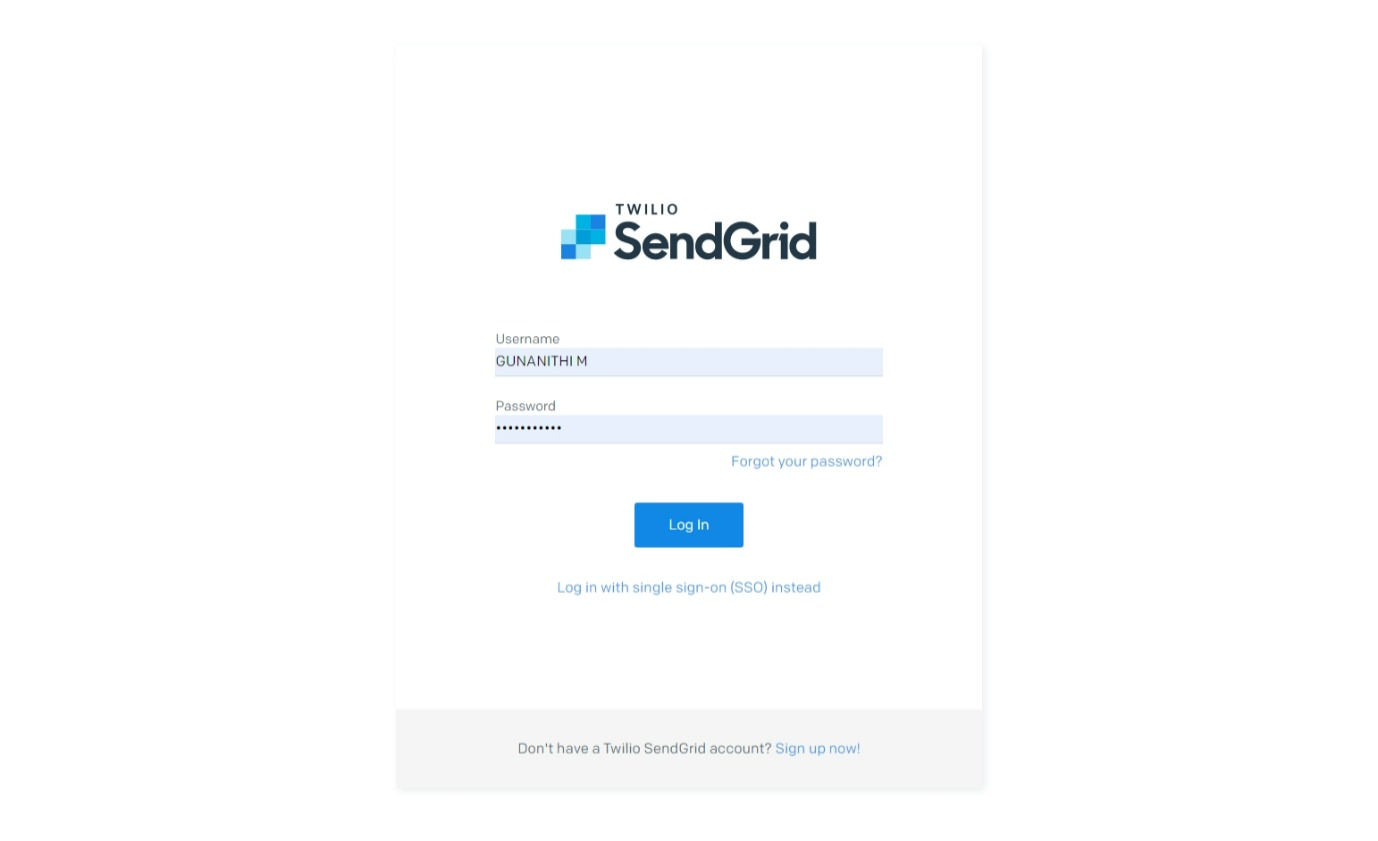 TWILIO
SendGrid
Username
GUNANITHI M
Password
•••••••••••
Forgot your password?
Log In
Log in with single sign-on (SSO) instead
Don't have a Twilio SendGrid account? Sign up now!